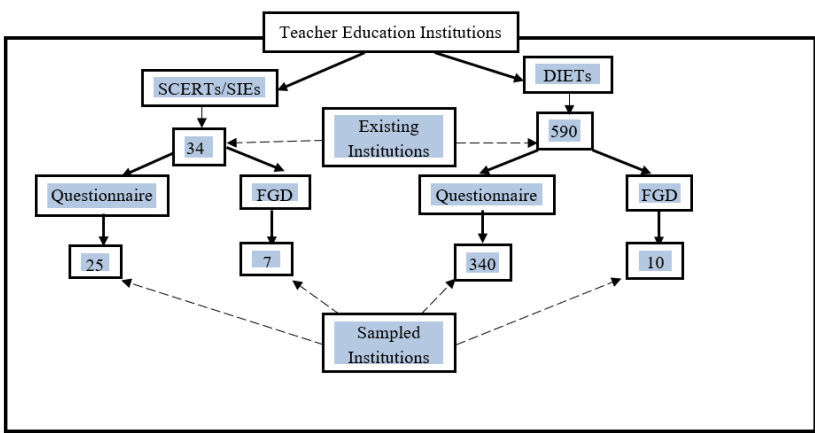 Teacher Education Institutions
SCERTs/SIEs
DIETs
34
Existing
Institutions
590
Questionnaire
FGD
Questionnaire
FGD
25
7
340
10
Sampled
Institutions